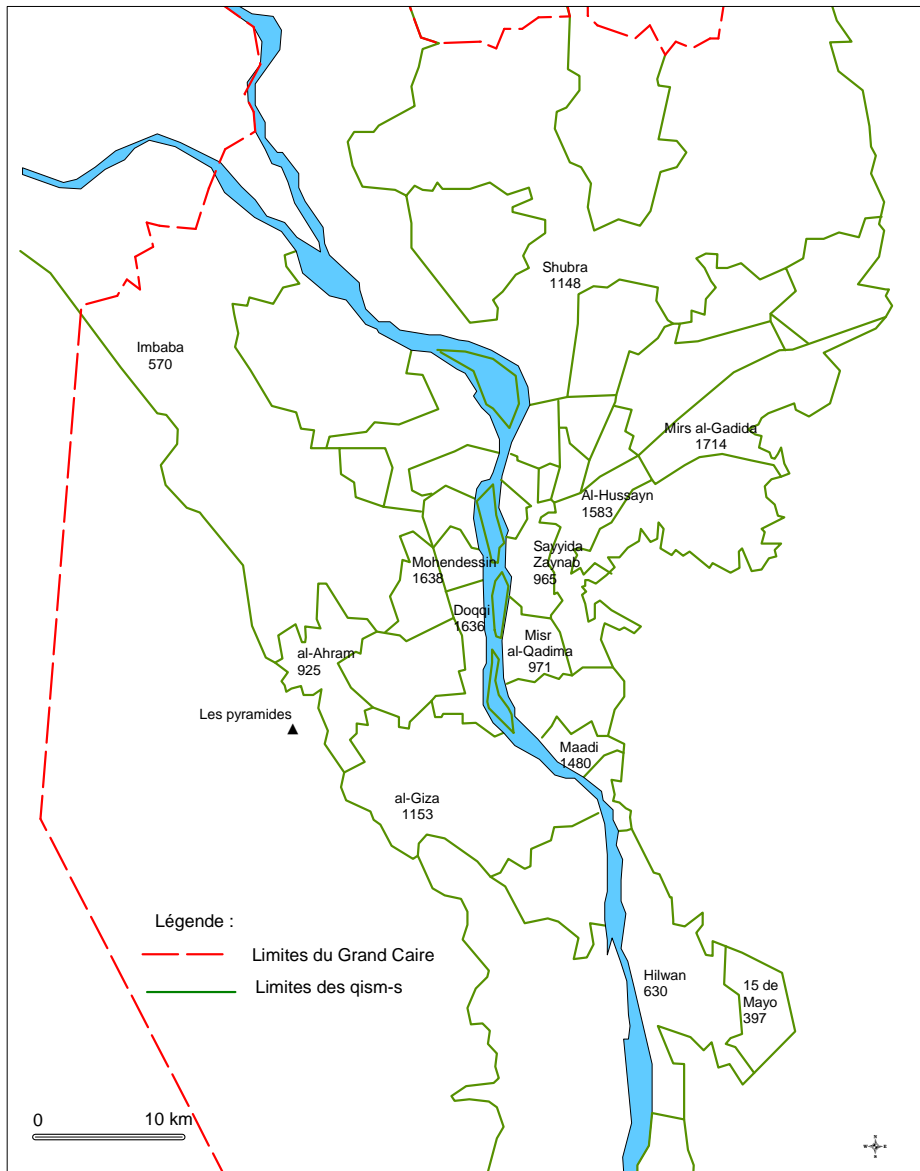 Shubra
1148
Imbaba
570
Mirs al-Gadida
1714
Al-Hussayn
1583
Sayyida
Zaynab
965
Mohendessin
1638
Doqqi
1636
Misr
al-Qadima
971
al-Ahram
925
Les pyramides
Maadi
1480
al-Giza
1153
Légende :
Limites du Grand Caire
Limites des qism-s
Hilwan
630
15 de
Mayo
397
0 10 km
N
W E
S